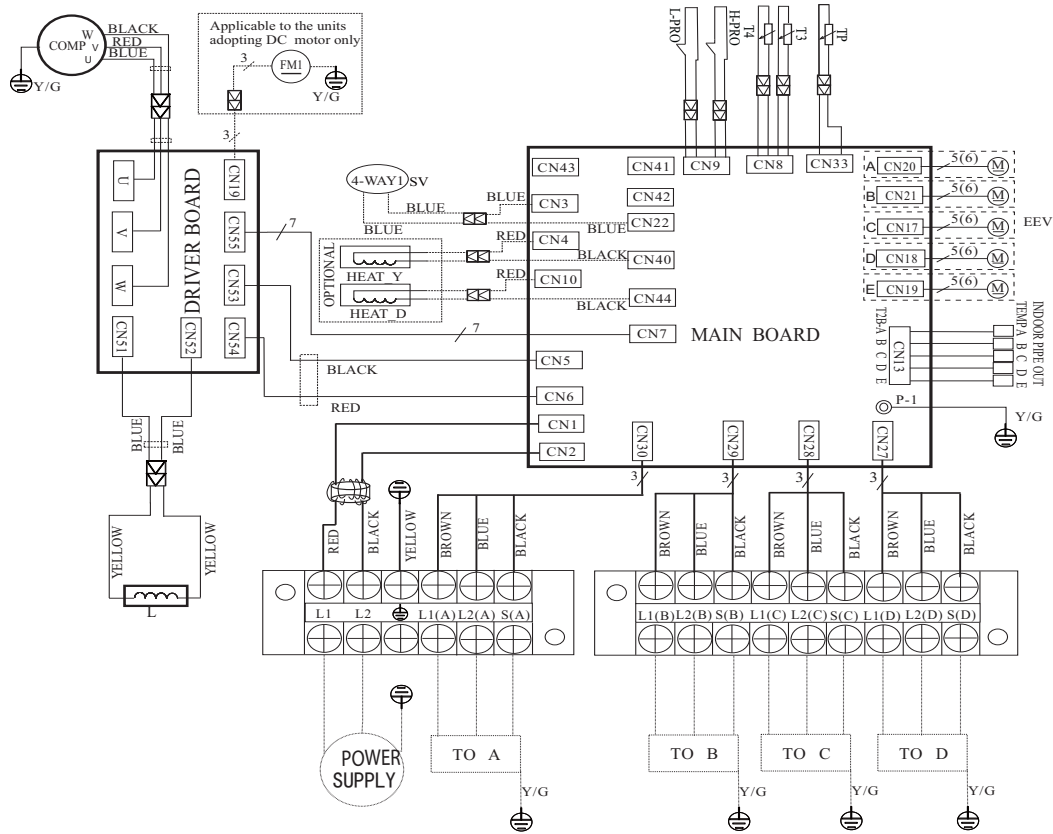 COMP
W
V
U
BLACK
RED
BLUE
Y/G
Applicable to the units
adopting DC motor only
3
FM1
Y/G
3
L-PRO
H-PRO
T4
T3
TP
U
V
W
DRIVER BOARD
CN19
CN55
CN53
CN54
CN51
CN52
7
4-WAY1
SV
BLUE
BLUE
BLUE
BLUE
OPTIONAL
HEAT_Y
HEAT_D
RED
BLACK
RED
BLACK
7
BLACK
RED
CN43
CN41
CN9
CN8
CN33
CN3
CN42
CN22
CN4
CN40
CN10
CN44
CN7
MAIN BOARD
CN5
CN6
CN1
CN2
A
CN20
5(6)
M
B
CN21
5(6)
M
C
CN17
5(6)
M
D
CN18
5(6)
M
E
CN19
5(6)
M
EEV
T2B-A
B
C
D
E
CN13
INDOOR PIPE OUT
TEMP
A
B
C
D
E
P-1
Y/G
CN30
CN29
CN28
CN27
3
3
3
3
BLUE
BLUE
YELLOW
YELLOW
L
RED
BLACK
YELLOW
BROWN
BLUE
BLACK
BROWN
BLUE
BLACK
BROWN
BLUE
BLACK
BROWN
BLUE
BLACK
L1
L2
L1(A)
L2(A)
S(A)
L1(B)
L2(B)
S(B)
L1(C)
L2(C)
S(C)
L1(D)
L2(D)
S(D)
POWER
SUPPLY
TO A
Y/G
TO B
Y/G
TO C
Y/G
TO D
Y/G